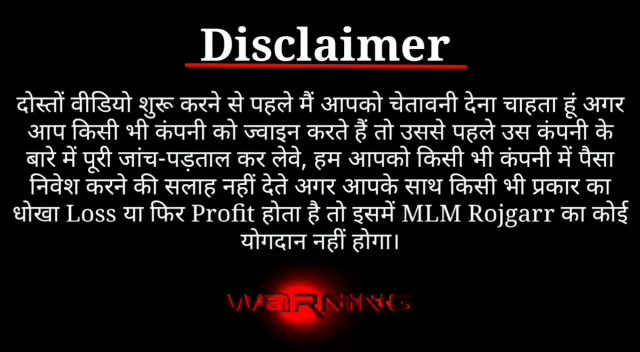 Disclaimer
दोस्तों वीडियो शुरू करने से पहले मैं आपको चेतावनी देना चाहता हूं अगर
आप किसी भी कंपनी को ज्वाइन करते हैं तो उससे पहले उस कंपनी के
बारे में पूरी जांच-पड़ताल कर लेवे, हम आपको किसी भी कंपनी में पैसा
निवेश करने की सलाह नहीं देते अगर आपके साथ किसी भी प्रकार का
धोखा Loss या फिर Profit होता है तो इसमें MLM Rojgarr का कोई
योगदान नहीं होगा।
WaRNING